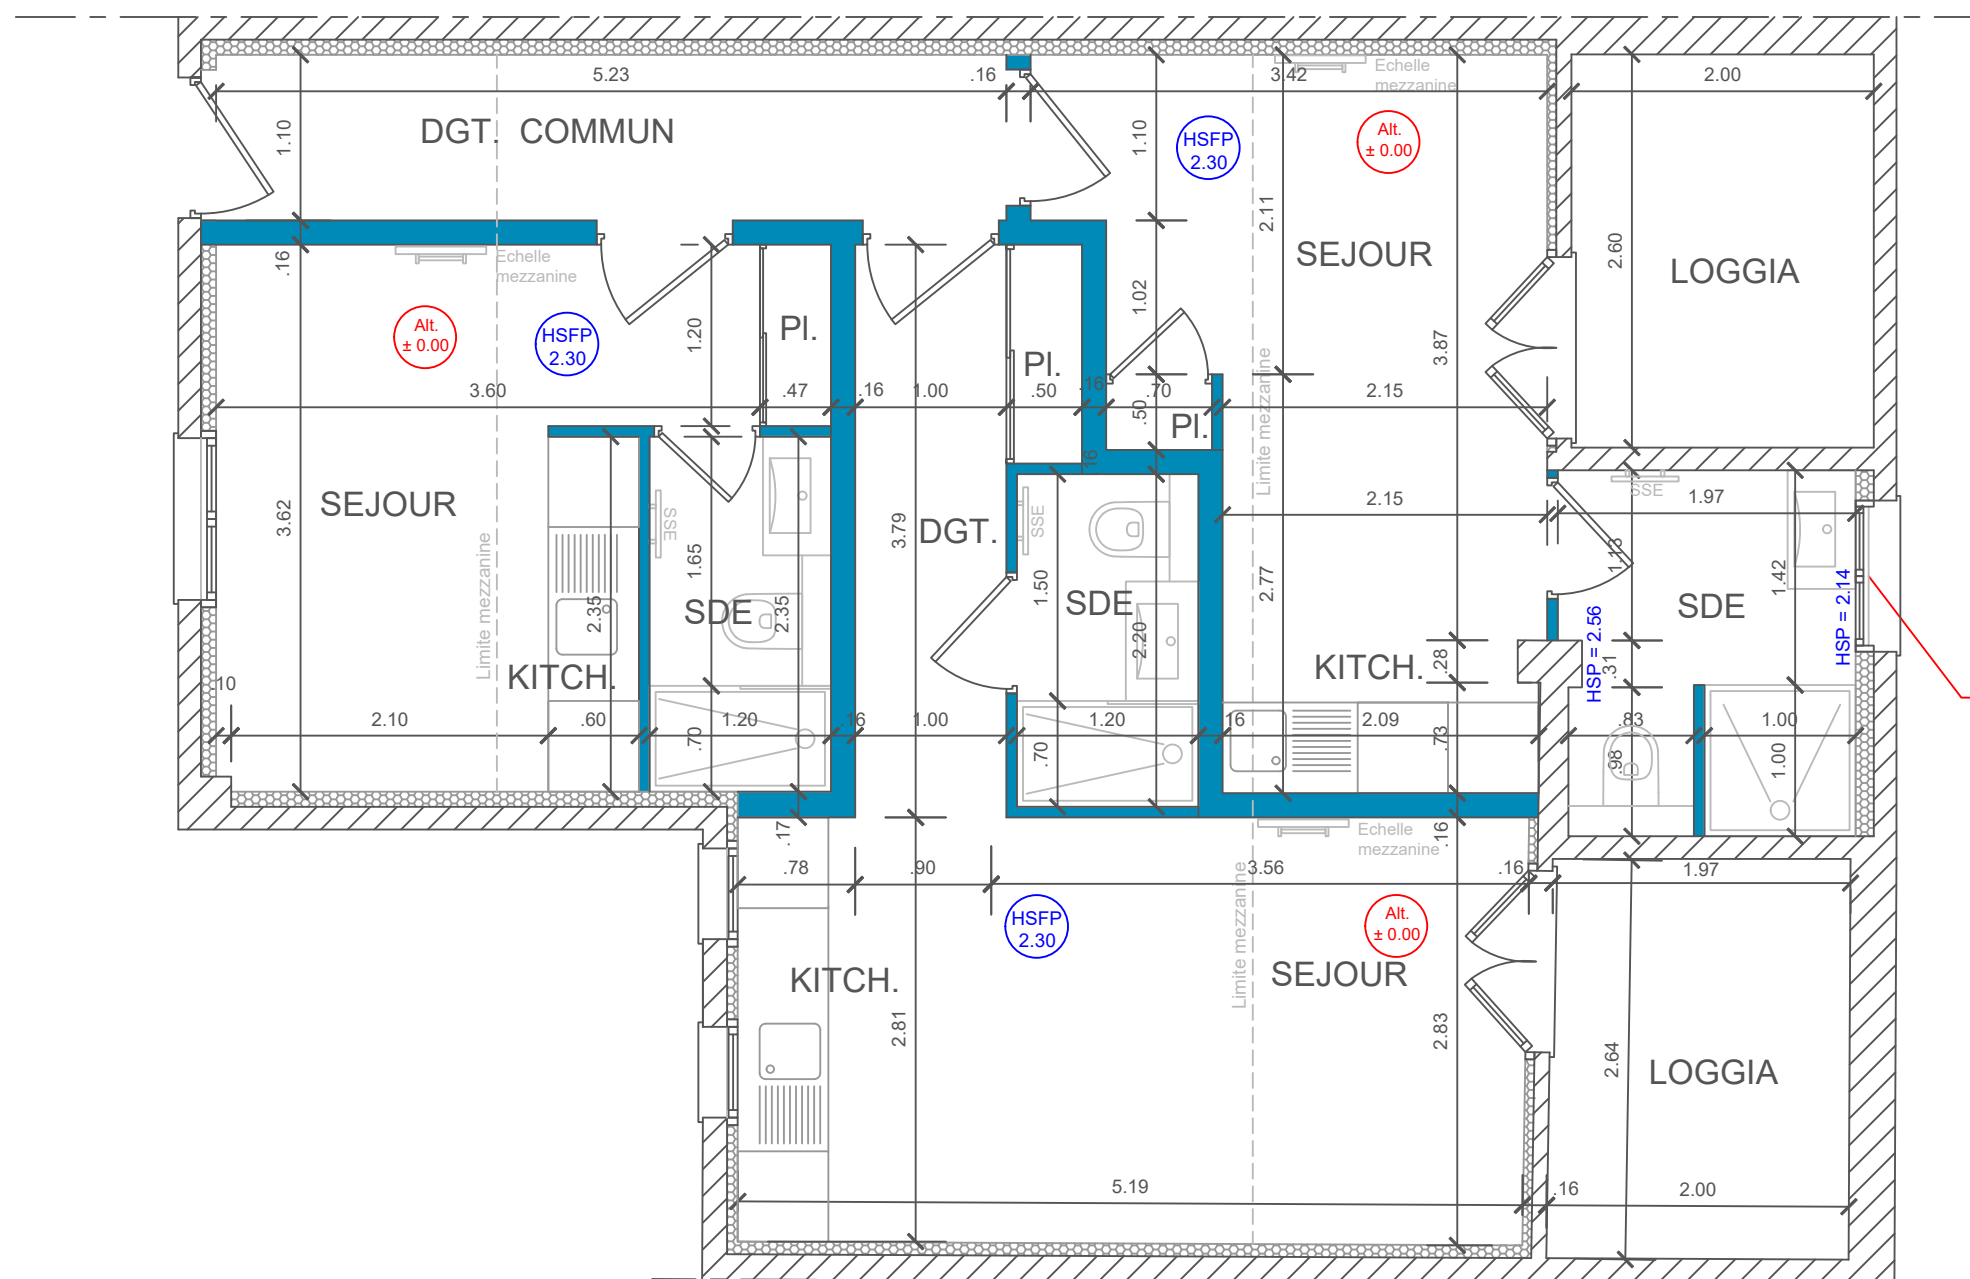 5.23
.16
3.42
Echelle
mezzanine
2.00
1.10
DGT. COMMUN
1.10
HSFP
2.30
Alt.
± 0.00
2.11
SEJOUR
2.60
LOGGIA
.16
Echelle
mezzanine
Alt.
± 0.00
HSFP
2.30
1.20
Pl.
Pl.
1.02
3.87
Limite mezzanine
3.60
.47
.16
1.00
.50
.16
.70
.50
2.15
Pl.
.16
SEJOUR
3.62
Limite mezzanine
SSE
1.65
SDE
2.35
2.35
KITCH.
3.79
DGT.
SSE
1.50
SDE
2.20
2.15
2.77
KITCH.
.28
SSE
1.97
1.13
1.42
SDE
HSP = 2.56
HSP = 2.14
.31
.10
2.10
.60
1.20
.70
.16
1.00
1.20
.70
.16
2.09
.73
.83
.98
1.00
1.00
.17
.78
.90
3.56
Echelle
mezzanine
.16
.16
1.97
HSFP
2.30
Alt.
± 0.00
Limite mezzanine
KITCH.
SEJOUR
2.81
2.83
2.64
LOGGIA
5.19
.16
2.00